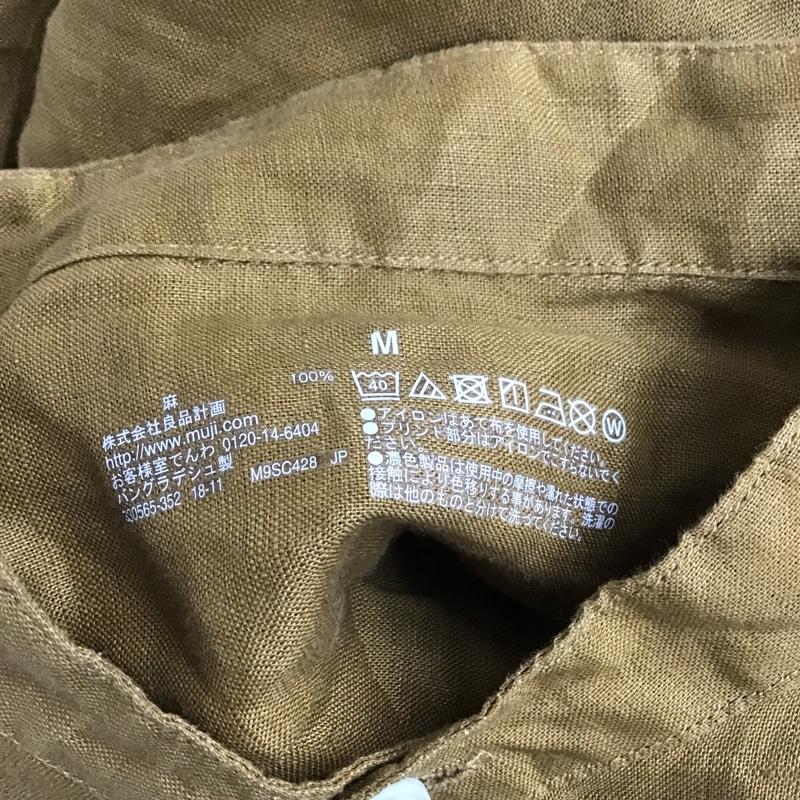 M
麻 100%
株式会社良品計画
http://www.muji.com
お客様室でんわ 0120-14-6404
バングラデシュ製 M9SC428 JP
330565-352 18-11
40
W
●アイロンはあて布を使用してください。
●プリント部分はアイロンでこすらないでく
ださい。
●濃色製品は使用中の摩擦や濡れた状態での
接触により色移りする事があります。洗濯の
際は他のものと分けて洗ってください。